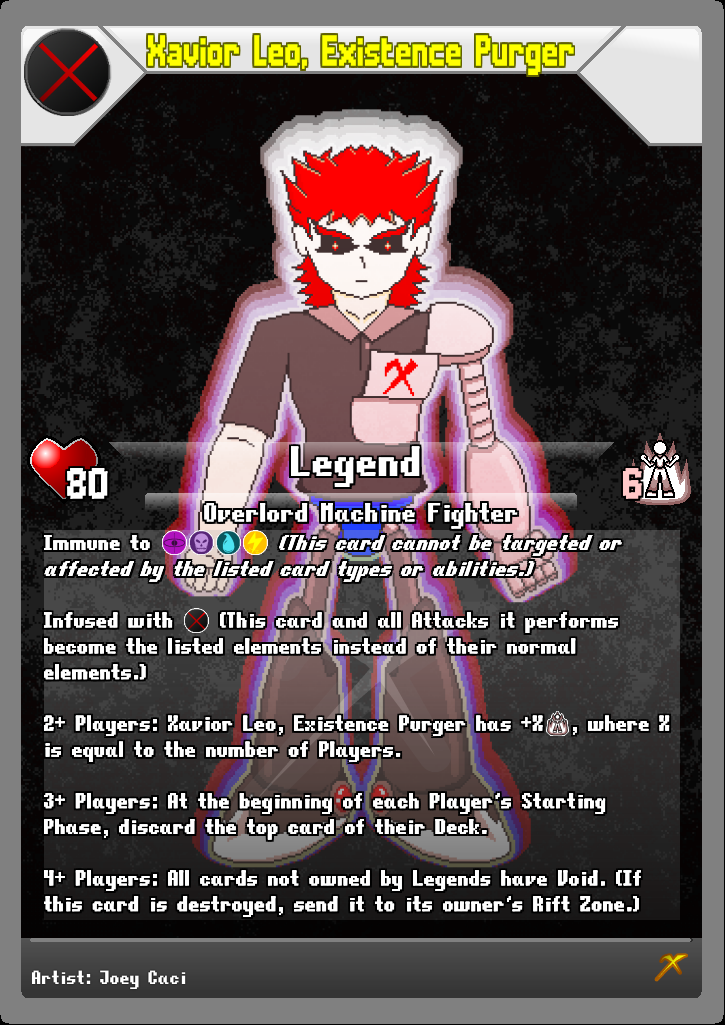 Xavior Leo, Existence Purger
80
Legend
6
Overlord Machine Fighter
Immune to (This card cannot be targeted or
affected by the listed card types or abilities.)
Infused with (This card and all Attacks it performs
become the listed elements instead of their normal
elements.)
2+ Players: Xavior Leo, Existence Purger has +X, where X
is equal to the number of Players.
3+ Players: At the beginning of each Player's Starting
Phase, discard the top card of their Deck.
4+ Players: All cards not owned by Legends have Void. (If
this card is destroyed, send it to its owner's Rift Zone.)
Artist: Joey Caci